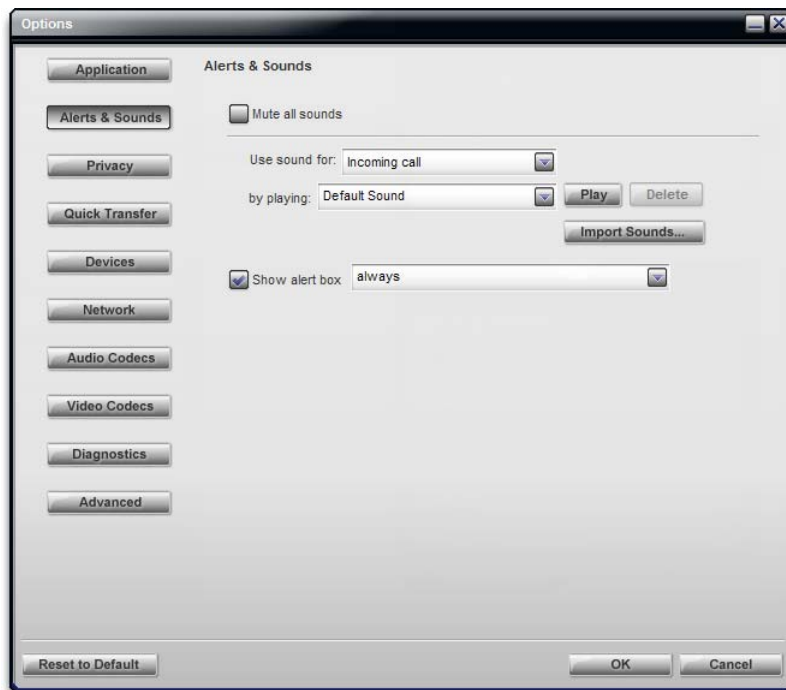 Options
Application
Alerts & Sounds
Privacy
Quick Transfer
Devices
Network
Audio Codecs
Video Codecs
Diagnostics
Advanced
Alerts & Sounds
Mute all sounds
Use sound for: Incoming call
by playing: Default Sound Play Delete
Import Sounds...
Show alert box always
Reset to Default OK Cancel